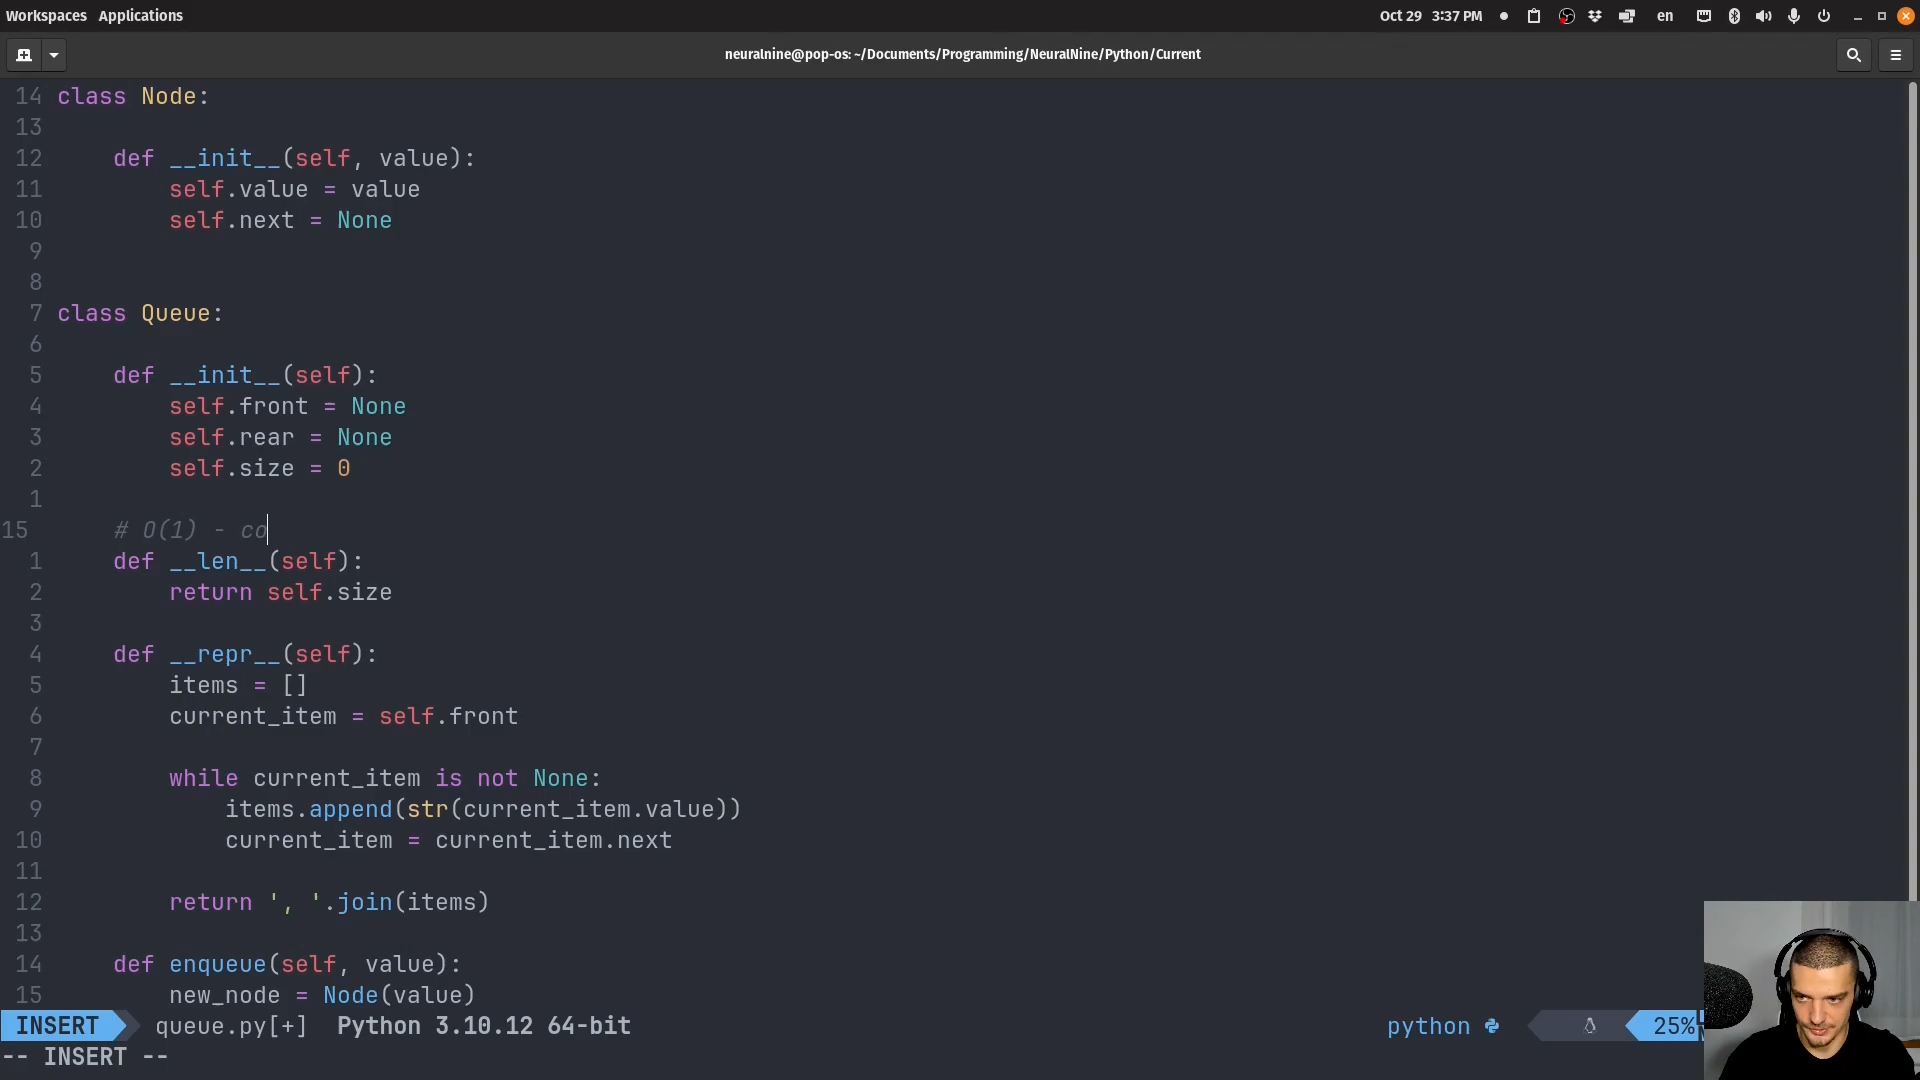 Workspaces Applications Oct 29 3:37 PM en
neuralnine@pop-os: ~/Documents/Programming/NeuralNine/Python/Current
14 class Node:
13
12     def __init__(self, value):
11         self.value = value
10         self.next = None
9
8
7 class Queue:
6
5     def __init__(self):
4         self.front = None
3         self.rear = None
2         self.size = 0
1
15     # O(1) - co
1     def __len__(self):
2         return self.size
3
4     def __repr__(self):
5         items = []
6         current_item = self.front
7
8         while current_item is not None:
9             items.append(str(current_item.value))
10             current_item = current_item.next
11
12         return ', '.join(items)
13
14     def enqueue(self, value):
15         new_node = Node(value)
INSERT queue.py[+] Python 3.10.12 64-bit python 25%
-- INSERT --